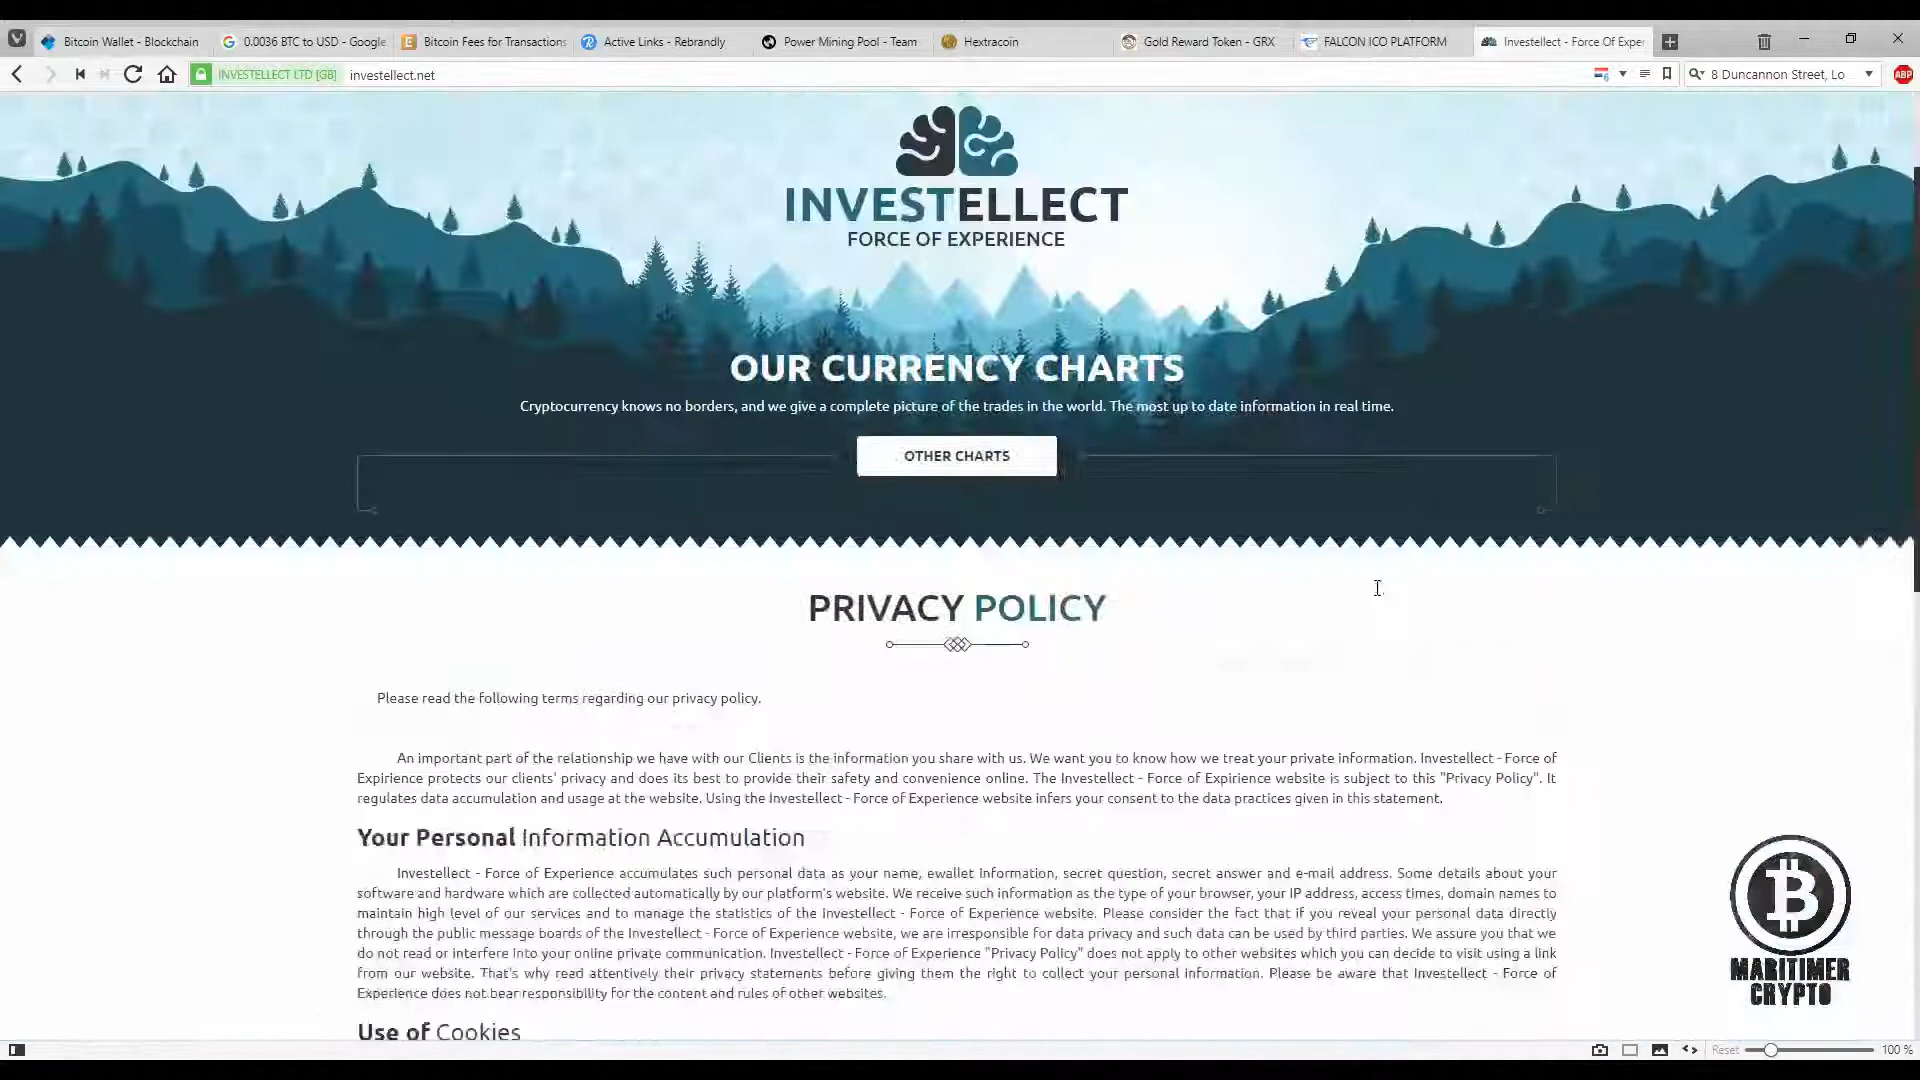 Bitcoin Wallet - Blockchain
0.0036 BTC to USD - Google
Bitcoin Fees for Transactions
Active Links - Rebrandly
Power Mining Pool - Team
Hextracoin
Gold Reward Token - GRX
FALCON ICO PLATFORM
Investellect - Force Of Exper
INVESTELLECT LTD [GB]
investellect.net
8 Duncannon Street, Lo
ABP
INVESTELLECT
FORCE OF EXPERIENCE
OUR CURRENCY CHARTS
Cryptocurrency knows no borders, and we give a complete picture of the trades in the world. The most up to date information in real time.
OTHER CHARTS
PRIVACY POLICY
Please read the following terms regarding our privacy policy.
An important part of the relationship we have with our Clients is the information you share with us. We want you to know how we treat your private information. Investellect - Force of
Expirience protects our clients' privacy and does its best to provide their safety and convenience online. The Investellect - Force of Expirience website is subject to this "Privacy Policy". It
regulates data accumulation and usage at the website. Using the Investellect - Force of Experience website infers your consent to the data practices given in this statement.
Your Personal Information Accumulation
Investellect - Force of Experience accumulates such personal data as your name, ewallet information, secret question, secret answer and e-mail address. Some details about your
software and hardware which are collected automatically by our platform's website. We receive such information as the type of your browser, your IP address, access times, domain names to
maintain high level of our services and to manage the statistics of the Investellect - Force of Experience website. Please consider the fact that if you reveal your personal data directly
through the public message boards of the Investellect - Force of Experience website, we are irresponsible for data privacy and such data can be used by third parties. We assure you that we
do not read or interfere into your online private communication. Investellect - Force of Experience "Privacy Policy" does not apply to other websites which you can decide to visit using a link
from our website. That's why read attentively their privacy statements before giving them the right to collect your personal information. Please be aware that Investellect - Force of
Experience does not bear responsibility for the content and rules of other websites.
Use of Cookies
MARITIMER
CRYPTO
Reset
100 %